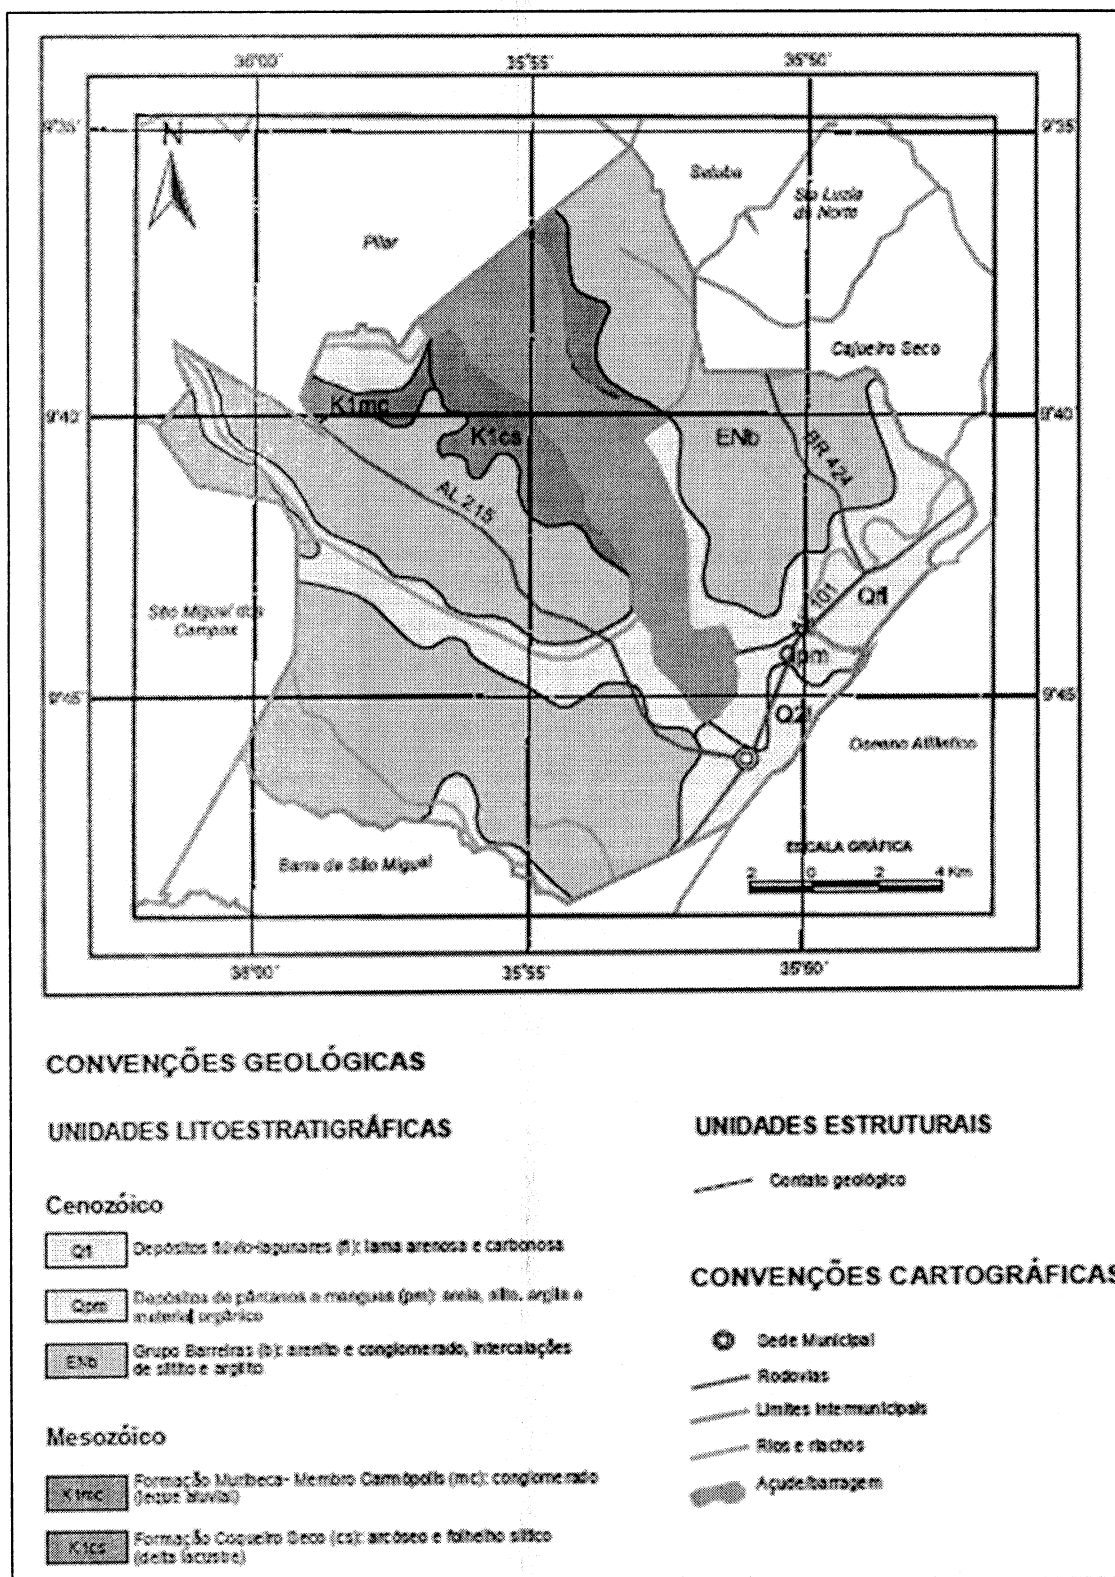 36°00'
35°55'
35°50'
9°35'
9°35
N
Satuba
Sta Luzia
do Norte
Pilar
Cajueiro Seco
K1mc
9°40'
9°40
K1cs
ENb
BR 424
AL 215
São Miguel dos
Campos
101
Qfl
Qpm
9°45'
9°45
Q2l
Oceano Atlântico
Barra de São Miguel
ESCALA GRÁFICA
2 0 2 4 Km
36°00'
35°55'
35°50'
CONVENÇÕES GEOLÓGICAS
UNIDADES LITOESTRATIGRÁFICAS
UNIDADES ESTRUTURAIS
Contato geológico
Cenozóico
Qfl Depósitos flúvio-lagunares (fl): lama arenosa e carbonosa
Qpm Depósitos de pântanos e mangues (pm): areia, silte, argila e
material orgânico
ENb Grupo Barreiras (b): arenito e conglomerado, intercalações
de siltito e argilito
CONVENÇÕES CARTOGRÁFICAS
Sede Municipal
Rodovias
Limites Intermunicipais
Rios e riachos
Açude/barragem
Mesozóico
K1mc Formação Muribeca- Membro Carmópolis (mc): conglomerado
(leque aluvial)
K1cs Formação Coqueiro Seco (cs): arcóseo e folhelho síltico
(delta lacustre)